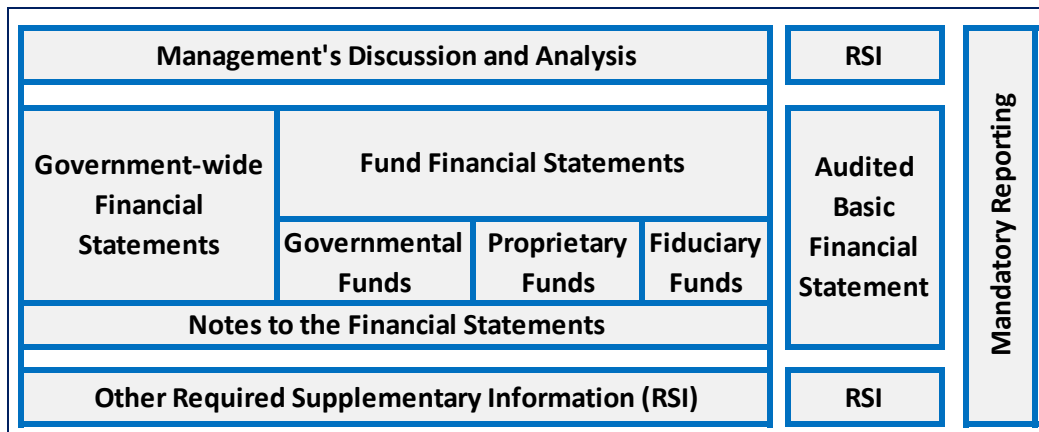 Management's Discussion and Analysis
RSI
Government-wide
Financial
Statements
Fund Financial Statements
Governmental
Funds
Proprietary
Funds
Fiduciary
Funds
Notes to the Financial Statements
Audited
Basic
Financial
Statement
Other Required Supplementary Information (RSI)
RSI
Mandatory Reporting